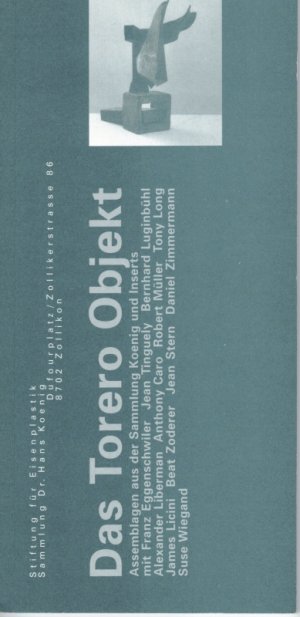 Stiftung für Eisenplastik
Sammlung Dr. Hans Koenig
Dufourplatz/Zollikerstrasse 86
8702 Zollikon
Das Torero Objekt
Assemblagen aus der Sammlung Koenig und Inserts
mit Franz Eggenschwiler Jean Tinguely Bernhard Luginbühl
Alexander Liberman Anthony Caro Robert Müller Tony Long
James Licini Beat Zoderer Jean Stern Daniel Zimmermann
Suse Wiegand